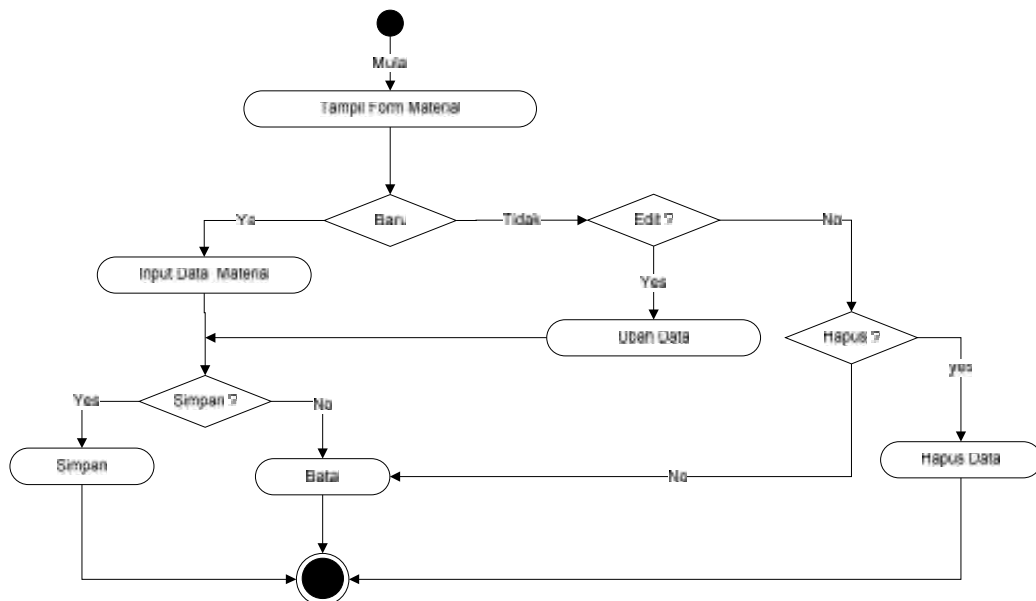 Mula
Tampil Form Material
Baru
Ya
Tidak
Edit ?
No
Input Data Material
Yes
Ubah Data
Hapus ?
yes
Simpan ?
Yes
No
Simpan
Batal
No
Hapus Data